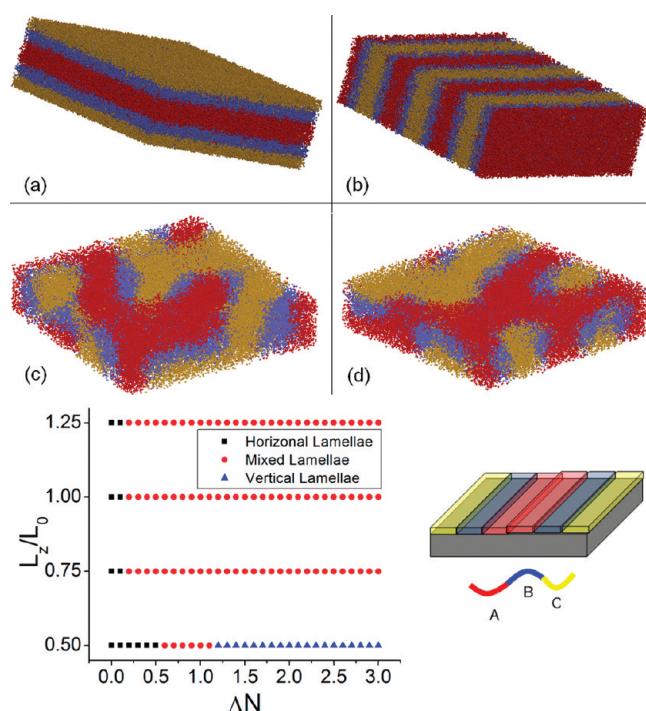 (a)
(b)
(c)
(d)
1.25
1.00
0.75
0.50
L_z/L_0
Horizonal Lamellae
Mixed Lamellae
Vertical Lamellae
0.0 0.5 1.0 1.5 2.0 2.5 3.0
ΛN
A
B
C